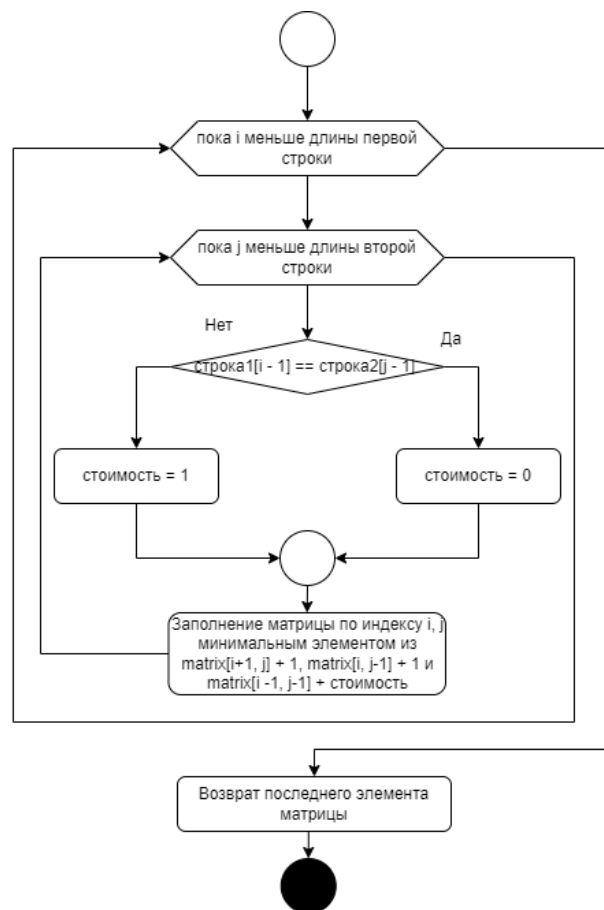 пока i меньше длины первой
строки
пока j меньше длины второй
строки
Нет
Да
строка1[i - 1] == строка2[j - 1]
стоимость = 1
стоимость = 0
Заполнение матрицы по индексу i, j
минимальным элементом из
matrix[i+1, j] + 1, matrix[i, j-1] + 1 и
matrix[i -1, j-1] + стоимость
Возврат последнего элемента
матрицы